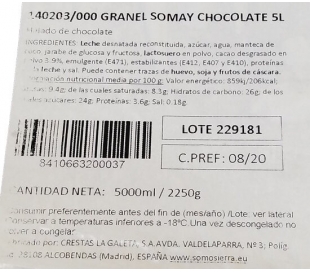 140203/000 GRANEL SOMAY CHOCOLATE 5L
Helado de chocolate
INGREDIENTES: Leche desnatada reconstituida, azúcar, agua, manteca de
coco, jarabe de glucosa y fructosa, lactosuero en polvo, cacao desgrasado en
polvo 3.9%, emulgente (E471), estabilizantes (E412, E407 y E410), proteínas
de leche y sal. Puede contener trazas de huevo, soja y frutos de cáscara.
Información nutricional media por 100 g: Valor energético: 859kj/206kcal;
9.4g; de las cuales saturadas: 8.3g; Hidratos de carbono: 26g; de los
cuales azúcares: 24g; Proteínas: 3.6g; Sal: 0.18g.
LOTE 229181
8410663200037
C.PREF: 08/20
CANTIDAD NETA: 5000ml / 2250g
Consumir preferentemente antes del fin de (mes/año) /Lote: ver lateral
Conservar a temperaturas inferiores a -18ºC. Una vez descongelado no
volver a congelar.
por: CRESTAS LA GALETA, S.A. AVDA. VALDELAPARRA, Nº 3; Políg.
28108 ALCOBENDAS (Madrid), ESPAÑA www.somosierra.eu